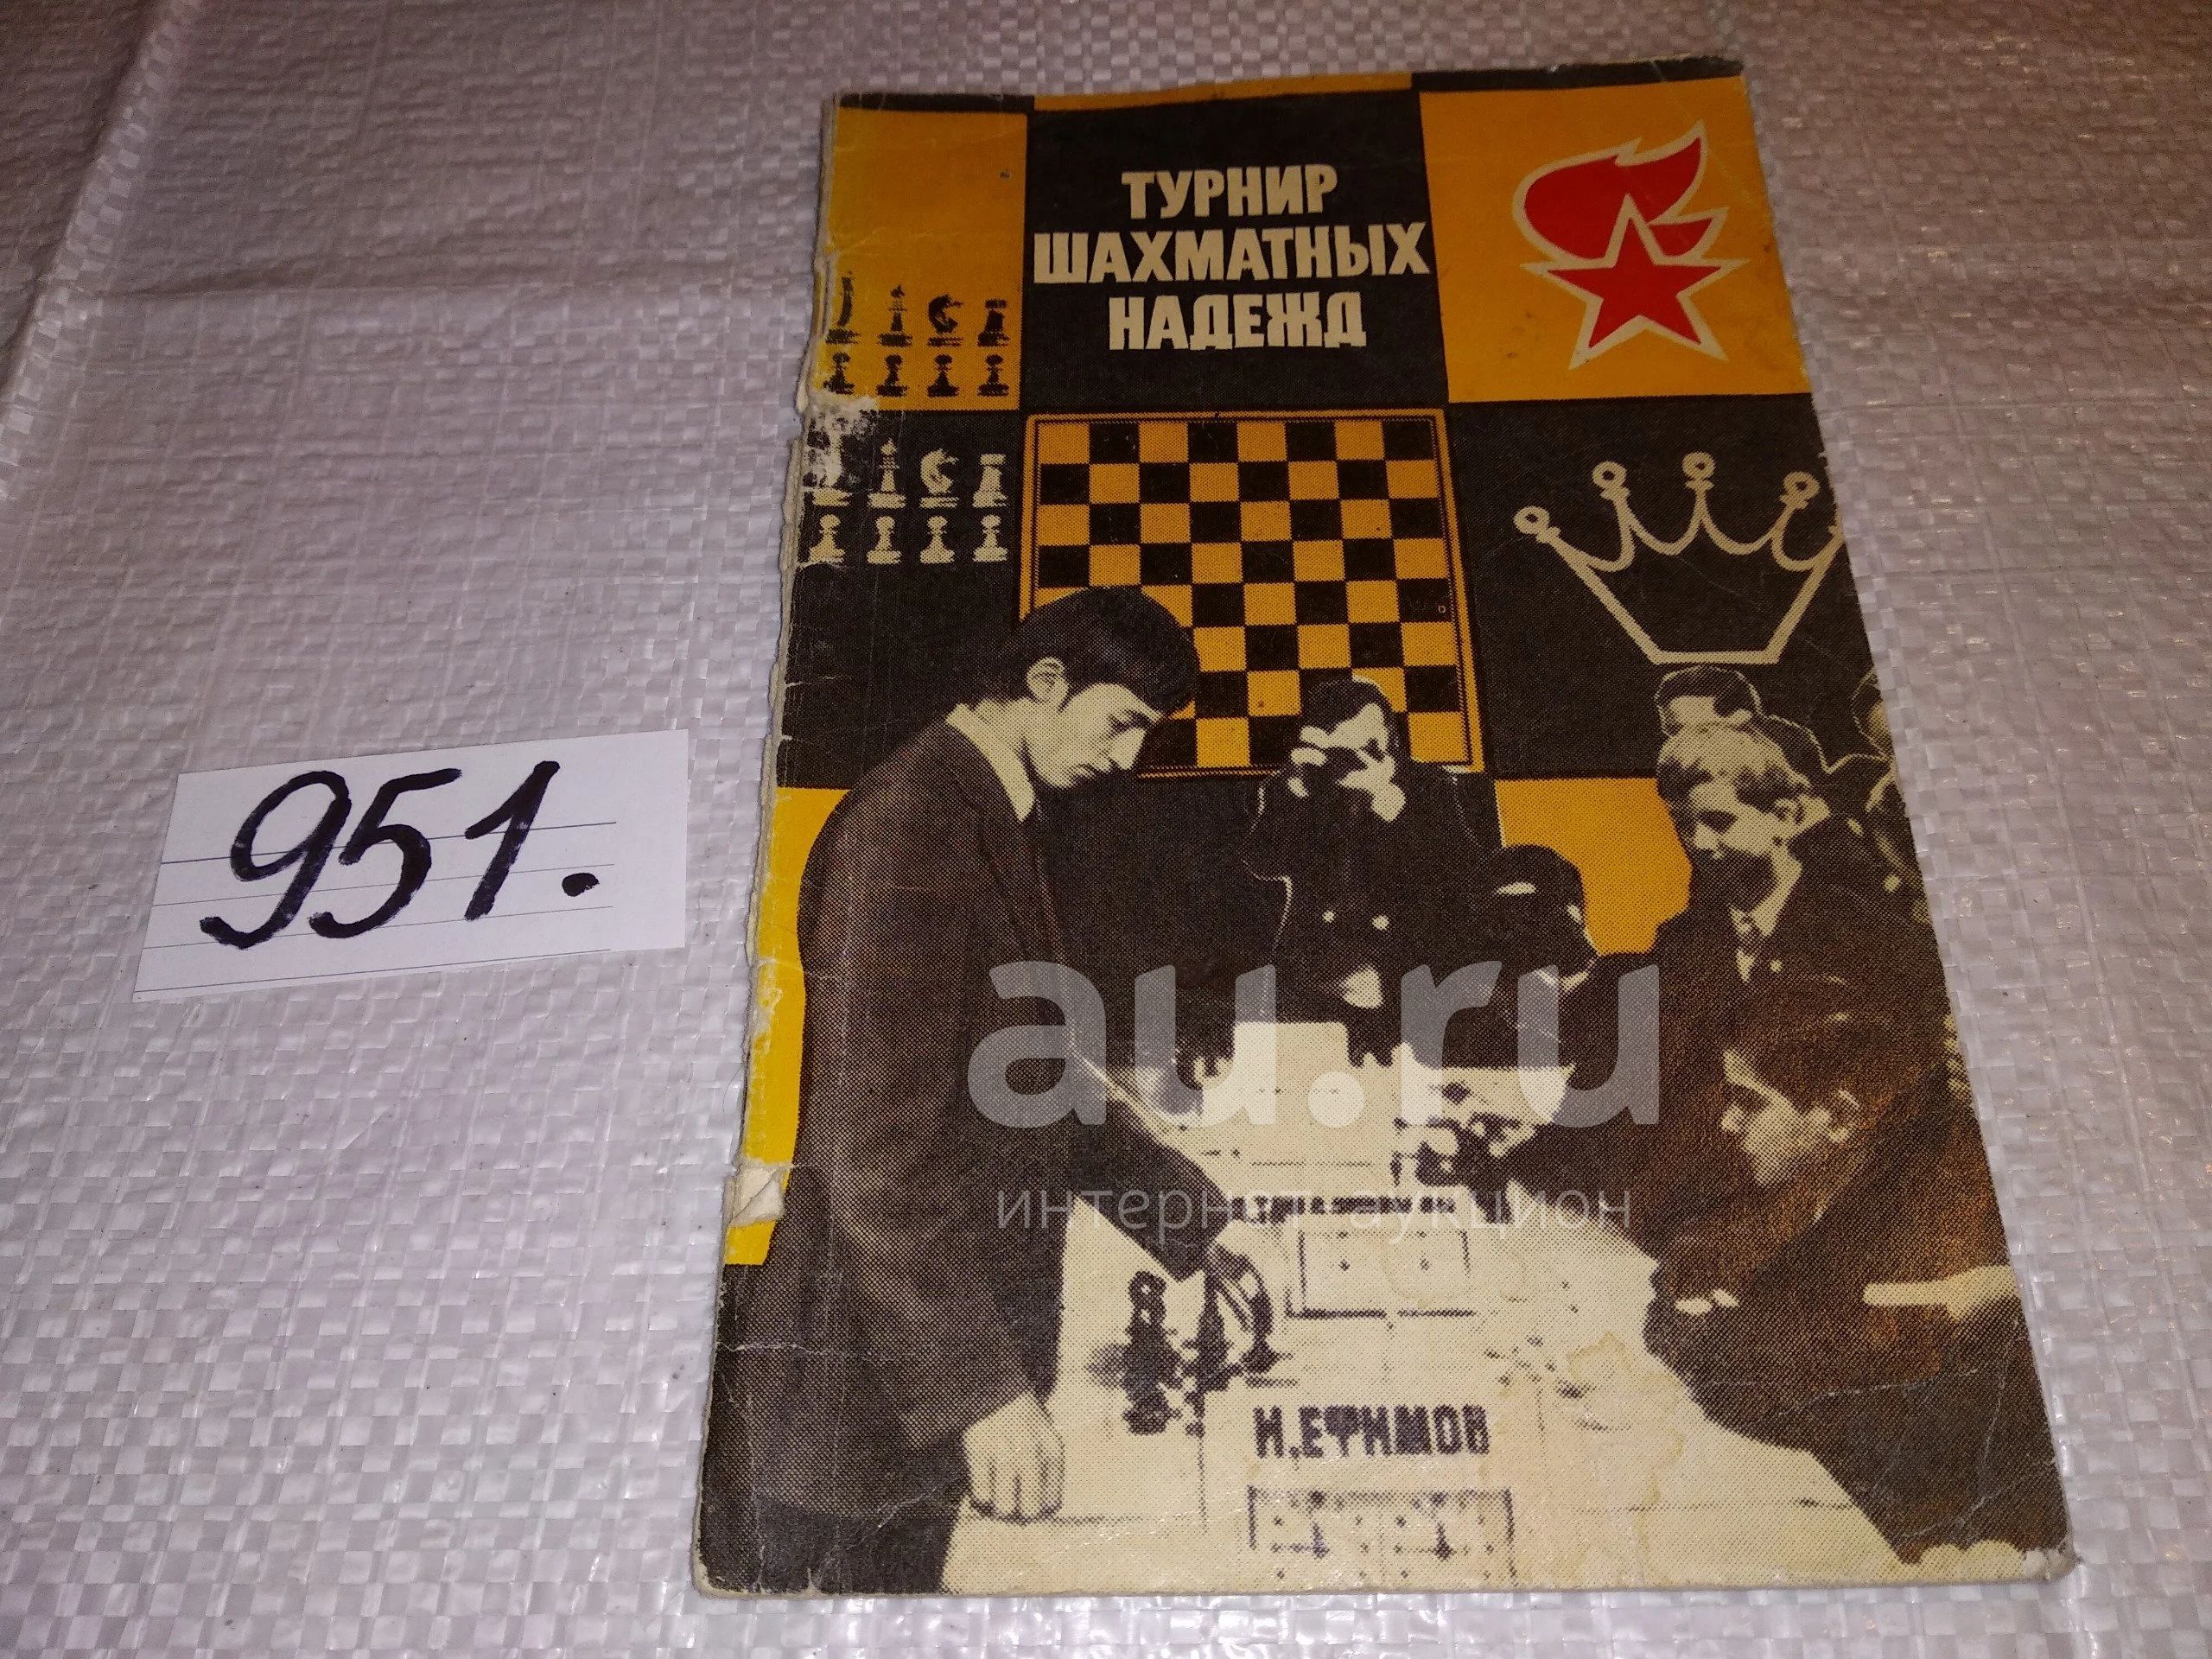 ТУРНИР
ШАХМАТНЫХ
НАДЕЖД
951.
au.ru
интернет-аукцион
И.ЕФИМОВ